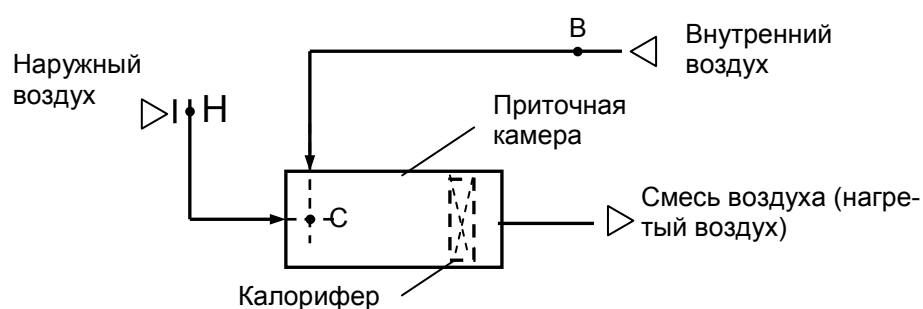 В
Внутренний
воздух
Наружный
воздух
Н
Приточная
камера
С
Смесь воздуха (нагре-
тый воздух)
Калорифер